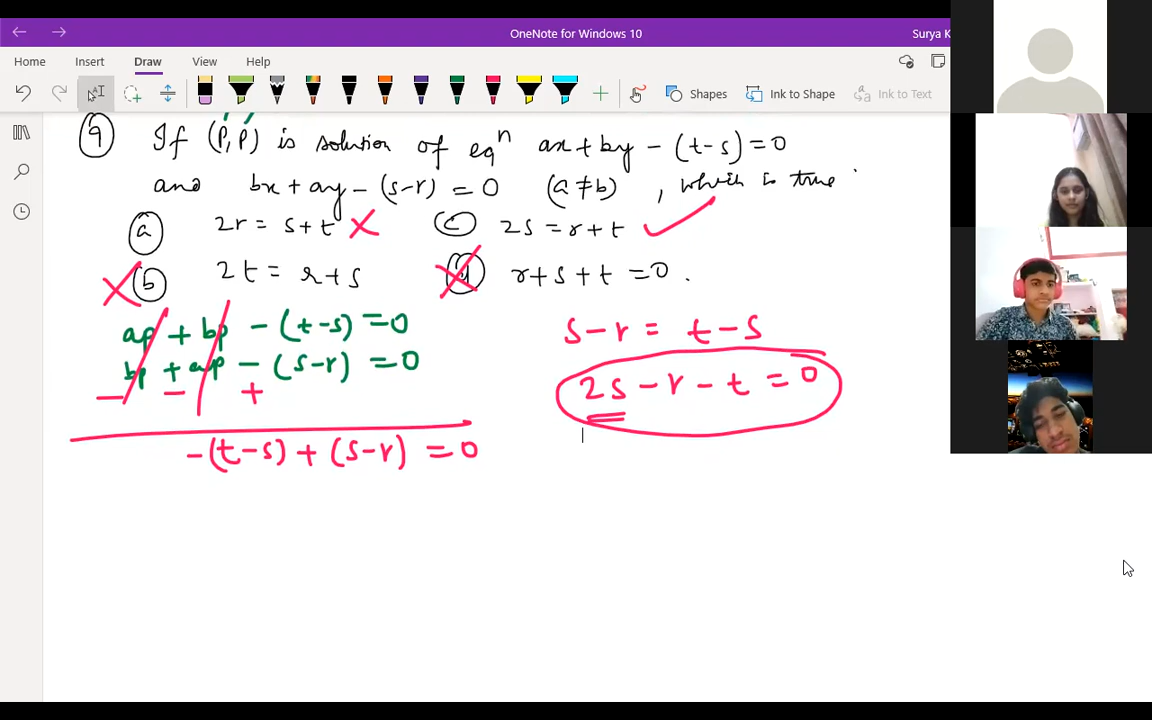 OneNote for Windows 10
Surya K
Home Insert Draw View Help
Shapes Ink to Shape Ink to Text
9 If (P,P) is solution of eqn ax + by - (t-s) = 0
and bx + ay - (s-r) = 0 (a ≠ b) , which is true.
a 2r = s+t X c 2s = r+t ✓
X b 2t = r+s d r+s+t = 0.
ap + bp - (t-s) = 0
bp + ap - (s-r) = 0
- - +
-(t-s) + (s-r) = 0
s-r = t-s
2s - r - t = 0